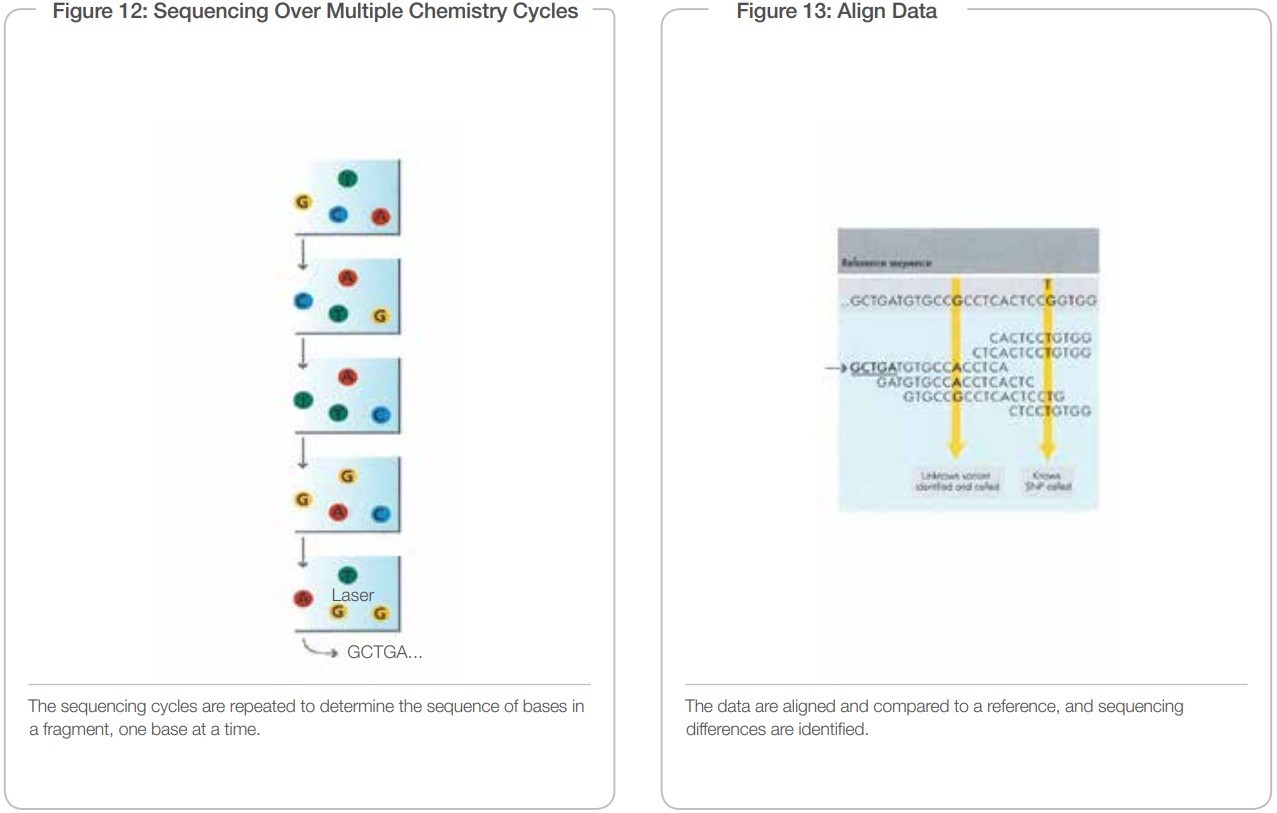 Figure 12: Sequencing Over Multiple Chemistry Cycles
T
G
C
A
A
C
T
G
A
T
T
C
G
G
A
C
T
A
Laser
G
G
GCTGA...
The sequencing cycles are repeated to determine the sequence of bases in
a fragment, one base at a time.
Figure 13: Align Data
Reference sequence
T
...GCTGATGTGCCGCCTCACTCCGGTGG
CACTCCTGTGG
CTCACTCCTGTGG
GCTGATGTGCCACCTCA
GATGTGCCACCTCACTC
GTGCCGCCTCACTCCTG
CTCCTGTGG
Unknown variant
identified and called
Known
SNP called
The data are aligned and compared to a reference, and sequencing
differences are identified.